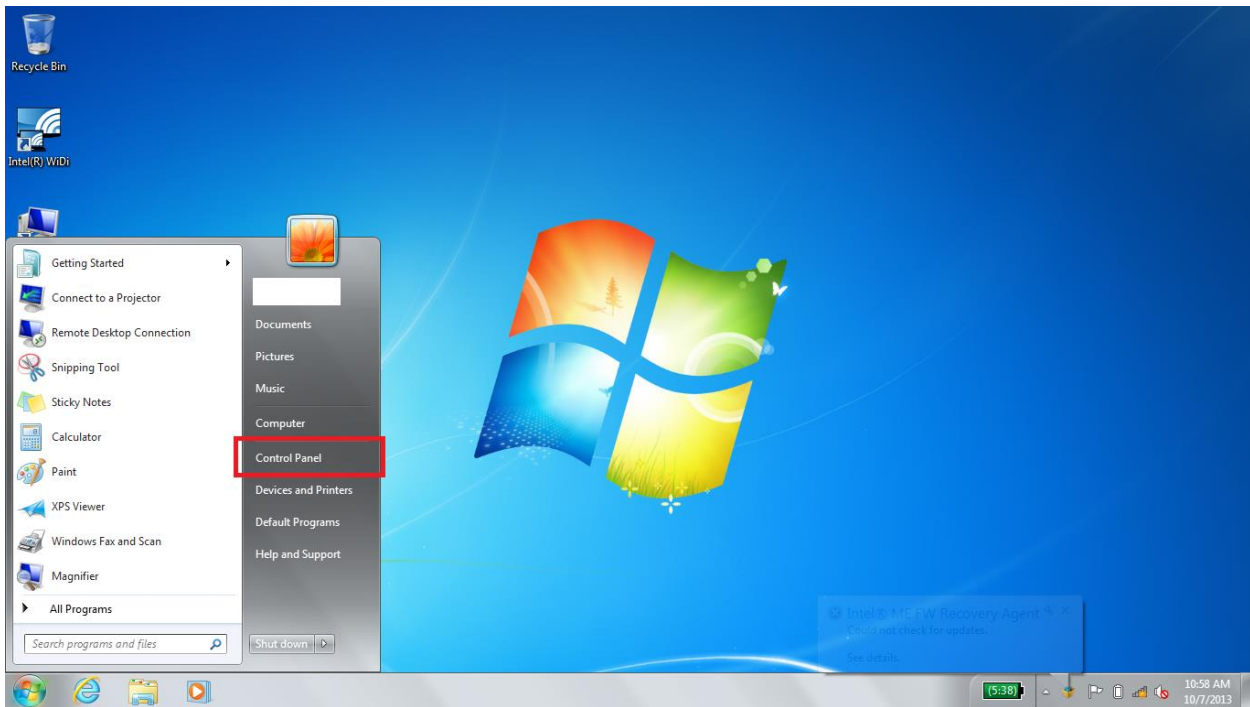 Recycle Bin
Intel(R) WiDi
Getting Started
Connect to a Projector
Remote Desktop Connection
Snipping Tool
Sticky Notes
Calculator
Paint
XPS Viewer
Windows Fax and Scan
Magnifier
All Programs
Search programs and files
Documents
Pictures
Music
Computer
Control Panel
Devices and Printers
Default Programs
Help and Support
Shut down
Intel® ME FW Recovery Agent
Could not check for updates.
See details.
(5:38)
10:58 AM
10/7/2013